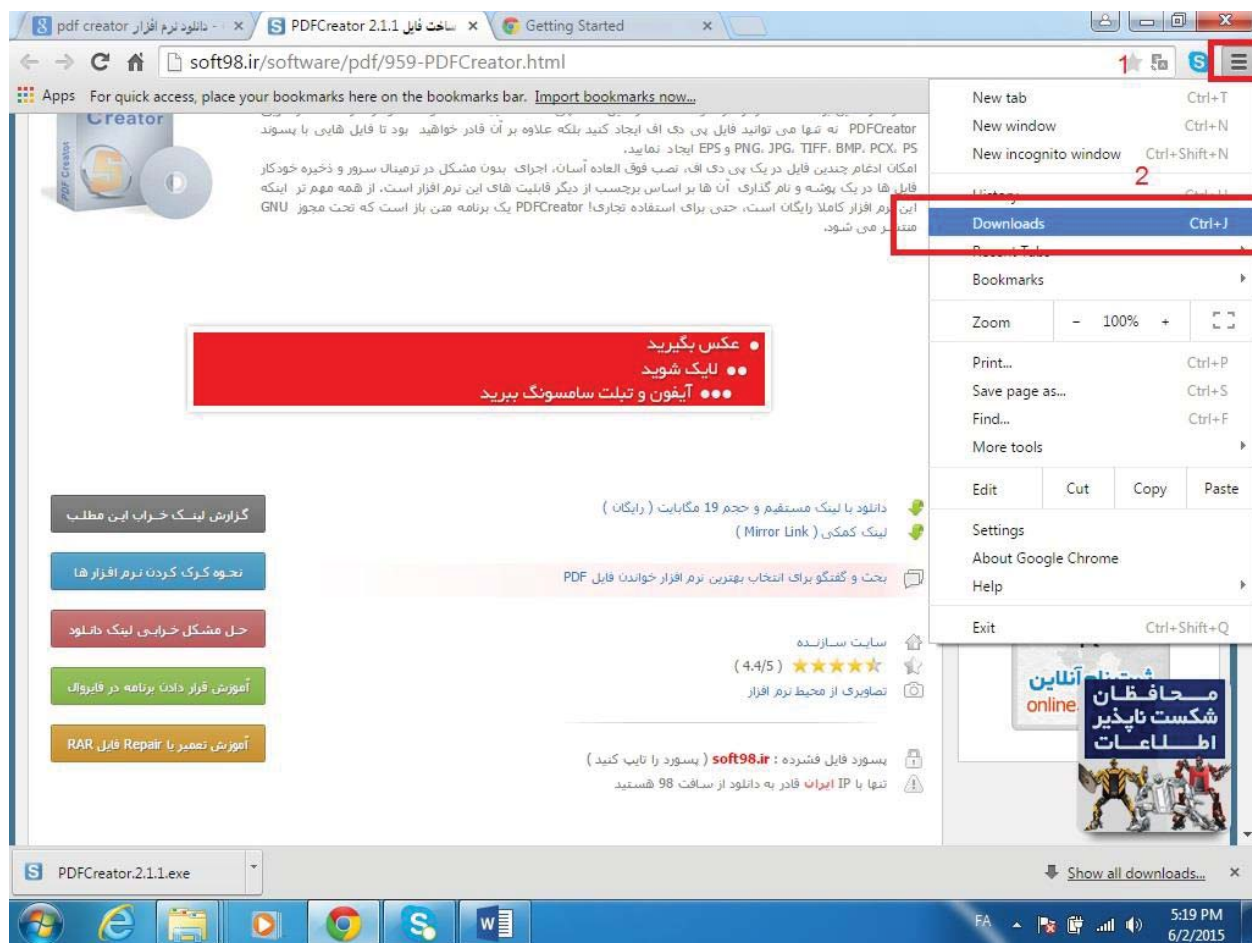 pdf creator دانلود نرم افزار -
PDFCreator 2.1.1 ساخت فایل
Getting Started
soft98.ir/software/pdf/959-PDFCreator.html
1
Apps For quick access, place your bookmarks here on the bookmarks bar. Import bookmarks now...
Creator
PDF Creator
PDFCreator نه تنها می توانید فایل پی دی اف ایجاد کنید بلکه علاوه بر آن قادر خواهید بود تا فایل هایی با پسوند
PNG، JPG، TIFF، BMP، PCX، PS و EPS ایجاد نمایید.
امکان ادغام چندین فایل در یک پی دی اف، نصب فوق العاده آسان، اجرای بدون مشکل در ترمینال سرور و ذخیره خودکار
فایل ها در یک پوشه و نام گذاری آن ها بر اساس برچسب از دیگر قابلیت های این نرم افزار است. از همه مهم تر اینکه
این نرم افزار کاملا رایگان است، حتی برای استفاده تجاری! PDFCreator یک برنامه متن باز است که تحت مجوز GNU
منتشر می شود.
عکس بگیرید
لایک شوید
آیفون و تبلت سامسونگ ببرید
گزارش لینک خراب این مطلب
نحوه کرک کردن نرم افزار ها
حل مشکل خرابی لینک دانلود
آموزش قرار دادن برنامه در فایروال
آموزش تعمیر یا Repair فایل RAR
دانلود با لینک مستقیم و حجم 19 مگابایت ( رایگان )
لینک کمکی ( Mirror Link )
بحث و گفتگو برای انتخاب بهترین نرم افزار خواندن فایل PDF
سایت سازنده
( 4.4/5 )
تصاویری از محیط نرم افزار
پسورد فایل فشرده : soft98.ir ( پسورد را تایپ کنید )
تنها با IP ایران قادر به دانلود از سافت 98 هستید
New tab Ctrl+T
New window Ctrl+N
New incognito window Ctrl+Shift+N
2
History Ctrl+H
Downloads Ctrl+J
Recent Tabs
Bookmarks
Zoom - 100% +
Print... Ctrl+P
Save page as... Ctrl+S
Find... Ctrl+F
More tools
Edit Cut Copy Paste
Settings
About Google Chrome
Help
Exit Ctrl+Shift+Q
ثبت نام آنلاین
online.
محافظان
شکست ناپذیر
اطلاعات
PDFCreator.2.1.1.exe
Show all downloads...
FA
5:19 PM
6/2/2015